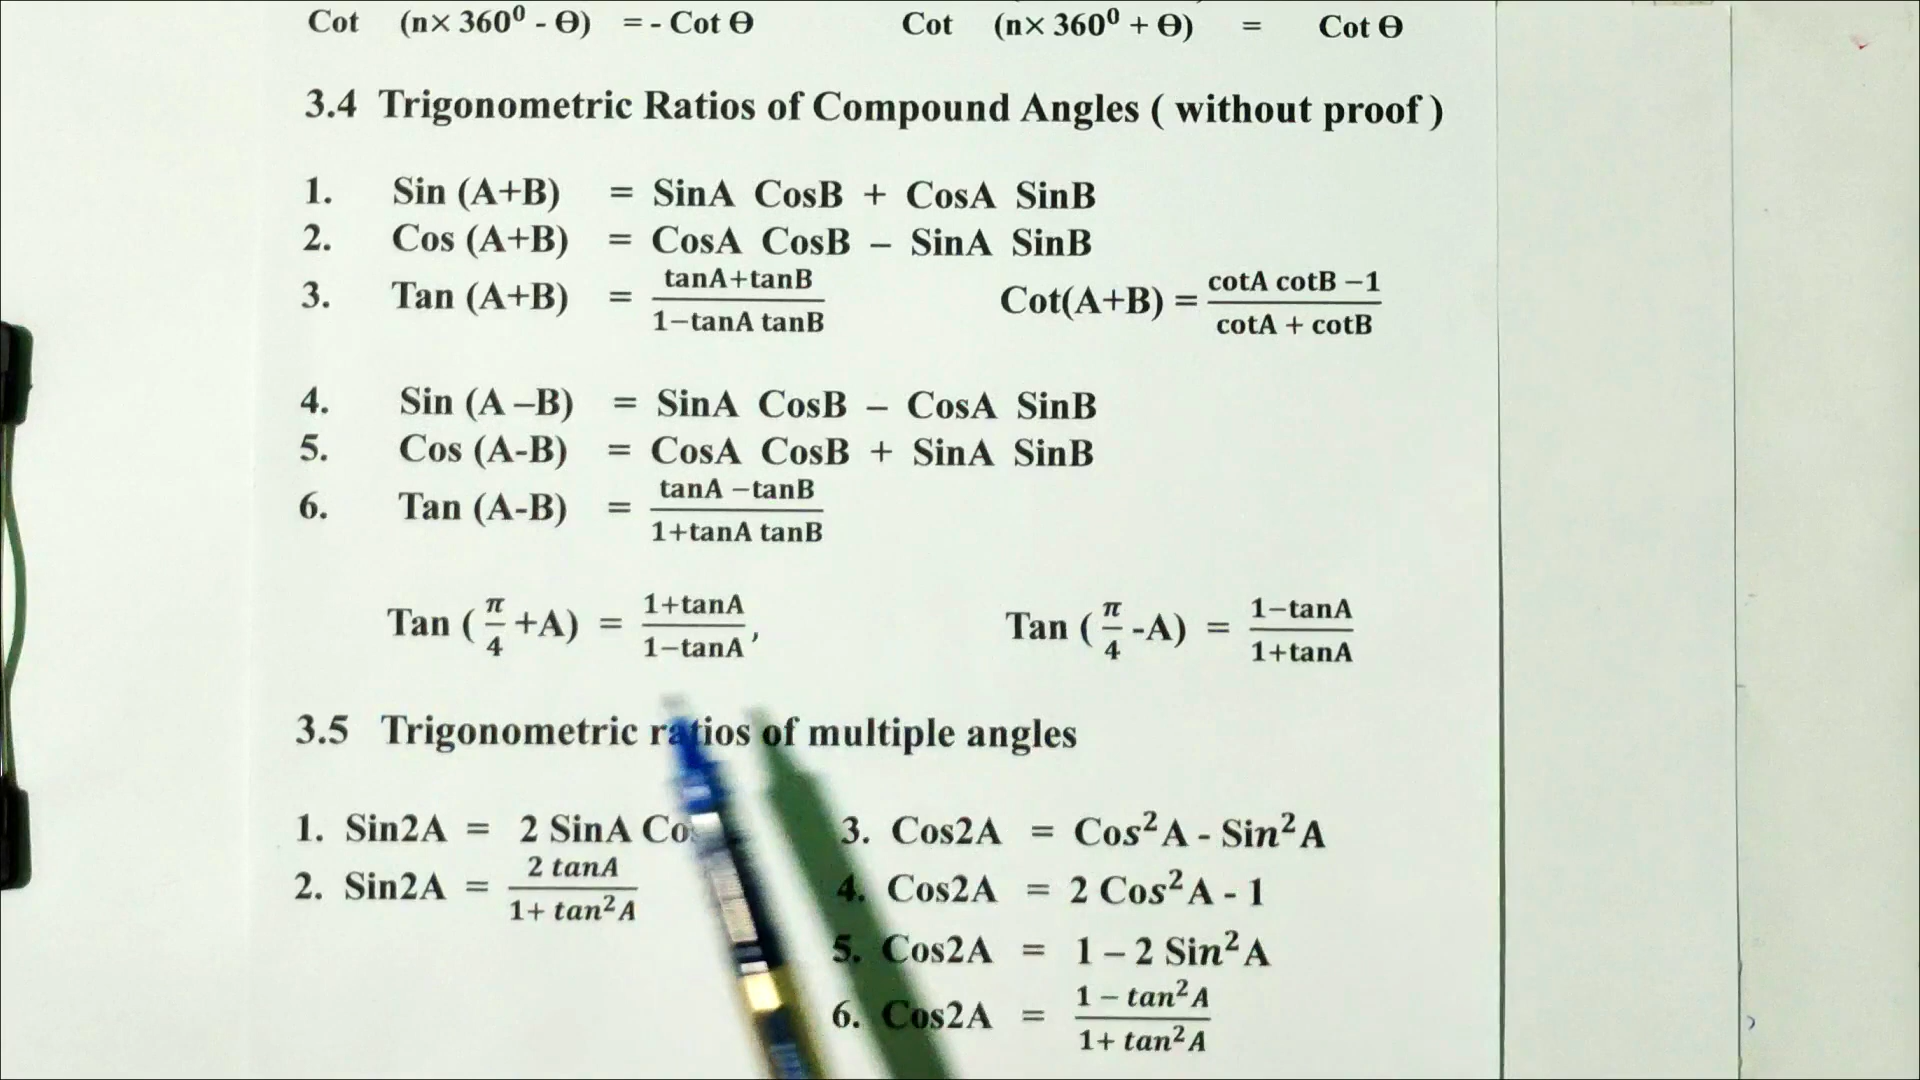 Cot (n× 360⁰ - Ɵ) = - Cot Ɵ Cot (n× 360⁰ + Ɵ) = Cot Ɵ
3.4 Trigonometric Ratios of Compound Angles ( without proof )
1. Sin (A+B) = SinA CosB + CosA SinB
2. Cos (A+B) = CosA CosB – SinA SinB
3. Tan (A+B) = tanA+tanB / 1−tanA tanB Cot(A+B) = cotA cotB −1 / cotA + cotB
4. Sin (A –B) = SinA CosB – CosA SinB
5. Cos (A-B) = CosA CosB + SinA SinB
6. Tan (A-B) = tanA −tanB / 1+tanA tanB
Tan ( π/4 +A) = 1+tanA / 1−tanA , Tan ( π/4 -A) = 1−tanA / 1+tanA
3.5 Trigonometric ratios of multiple angles
1. Sin2A = 2 SinA 3. Cos2A = Cos²A - Sin²A
2. Sin2A = 2 tanA / 1+ tan²A 4. Cos2A = 2 Cos²A - 1
5. Cos2A = 1 – 2 Sin²A
6. Cos2A = 1 − tan²A / 1+ tan²A